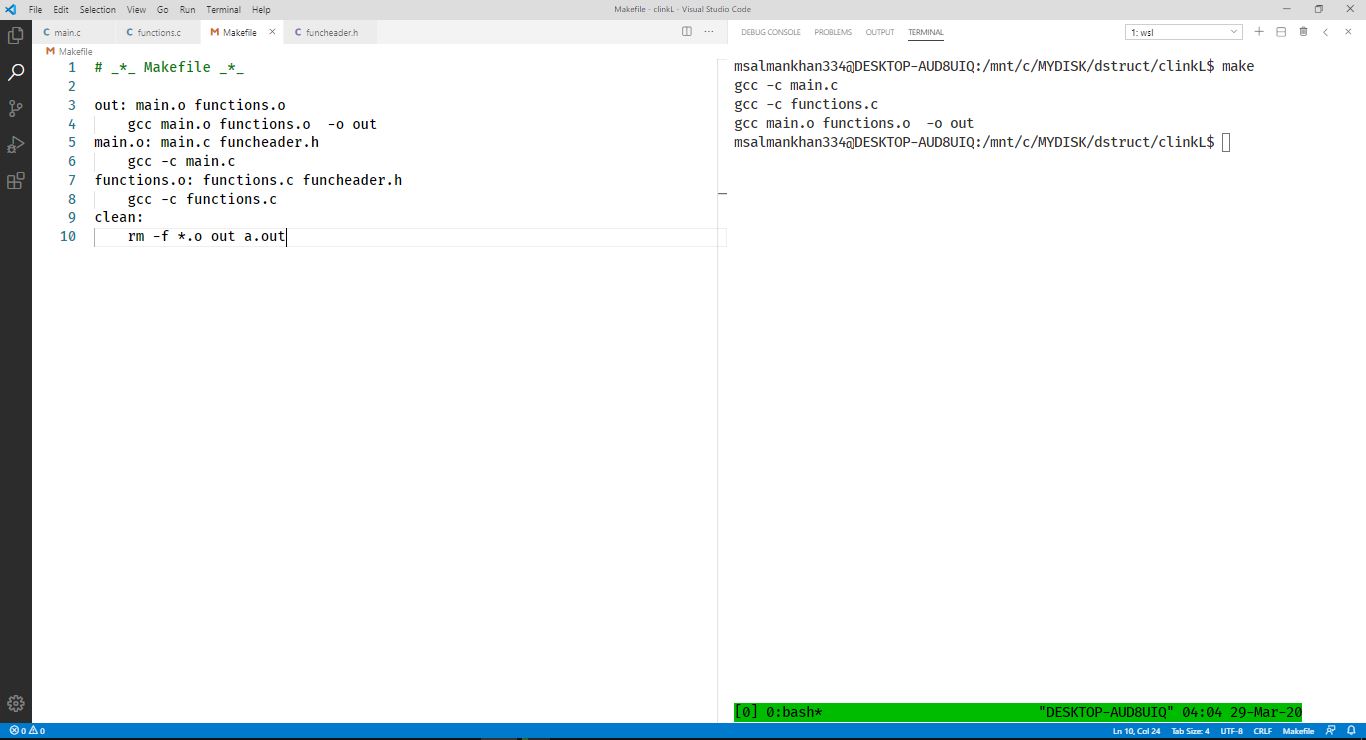 File Edit Selection View Go Run Terminal Help Makefile - clinkL - Visual Studio Code
C main.c C functions.c M Makefile C funcheader.h
M Makefile
1 # _*_ Makefile _*_
2
3 out: main.o functions.o
4 gcc main.o functions.o  -o out
5 main.o: main.c funcheader.h
6 gcc -c main.c
7 functions.o: functions.c funcheader.h
8 gcc -c functions.c
9 clean:
10 rm -f *.o out a.out
DEBUG CONSOLE PROBLEMS OUTPUT TERMINAL 1: wsl
msalmankhan334@DESKTOP-AUD8UIQ:/mnt/c/MYDISK/dstruct/clinkL$ make
gcc -c main.c
gcc -c functions.c
gcc main.o functions.o  -o out
msalmankhan334@DESKTOP-AUD8UIQ:/mnt/c/MYDISK/dstruct/clinkL$
[0] 0:bash* "DESKTOP-AUD8UIQ" 04:04 29-Mar-20
0 0 Ln 10, Col 24 Tab Size: 4 UTF-8 CRLF Makefile